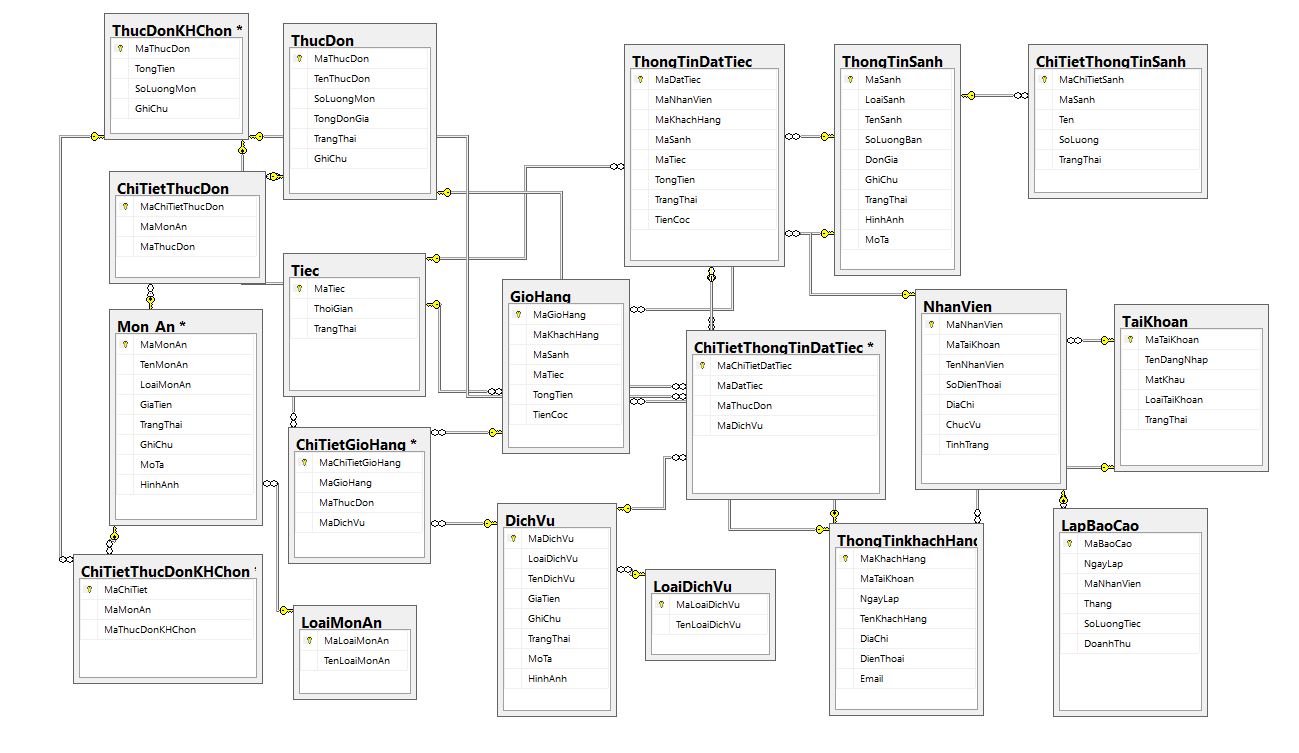 ThucDonKHChon *
MaThucDon
TongTien
SoLuongMon
GhiChu
ThucDon
MaThucDon
TenThucDon
SoLuongMon
TongDonGia
TrangThai
GhiChu
ThongTinDatTiec
MaDatTiec
MaNhanVien
MaKhachHang
MaSanh
MaTiec
TongTien
TrangThai
TienCoc
ThongTinSanh
MaSanh
LoaiSanh
TenSanh
SoLuongBan
DonGia
GhiChu
TrangThai
HinhAnh
MoTa
ChiTietThongTinSanh
MaChiTietSanh
MaSanh
Ten
SoLuong
TrangThai
ChiTietThucDon
MaChiTietThucDon
MaMonAn
MaThucDon
Tiec
MaTiec
ThoiGian
TrangThai
GioHang
MaGioHang
MaKhachHang
MaSanh
MaTiec
TongTien
TienCoc
NhanVien
MaNhanVien
MaTaiKhoan
TenNhanVien
SoDienThoai
DiaChi
ChucVu
TinhTrang
TaiKhoan
MaTaiKhoan
TenDangNhap
MatKhau
LoaiTaiKhoan
TrangThai
Mon_An *
MaMonAn
TenMonAn
LoaiMonAn
GiaTien
TrangThai
GhiChu
MoTa
HinhAnh
ChiTietThongTinDatTiec *
MaChiTietDatTiec
MaDatTiec
MaThucDon
MaDichVu
ChiTietGioHang *
MaChiTietGioHang
MaGioHang
MaThucDon
MaDichVu
DichVu
MaDichVu
LoaiDichVu
TenDichVu
GiaTien
GhiChu
TrangThai
MoTa
HinhAnh
LoaiDichVu
MaLoaiDichVu
TenLoaiDichVu
ThongTinkhachHang
MaKhachHang
MaTaiKhoan
NgayLap
TenKhachHang
DiaChi
DienThoai
Email
LapBaoCao
MaBaoCao
NgayLap
MaNhanVien
Thang
SoLuongTiec
DoanhThu
ChiTietThucDonKHChon *
MaChiTiet
MaMonAn
MaThucDonKHChon
LoaiMonAn
MaLoaiMonAn
TenLoaiMonAn